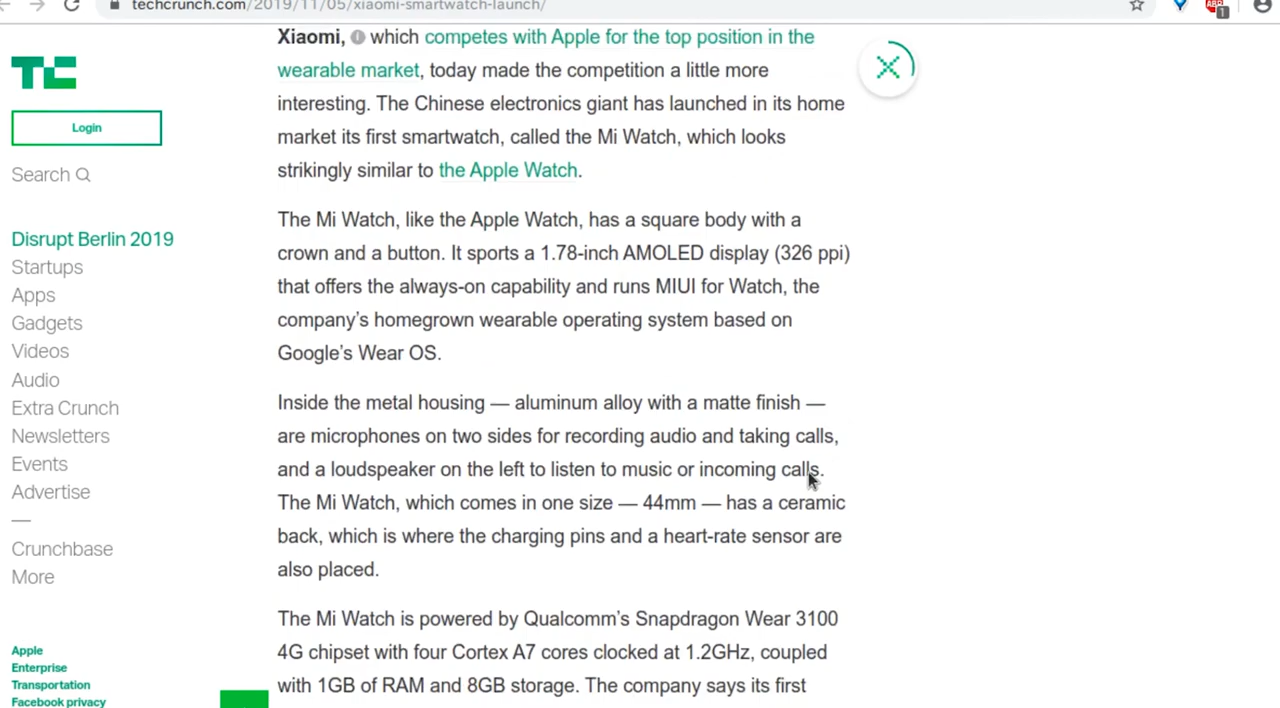 techcrunch.com/2019/11/05/xiaomi-smartwatch-launch/
ABP
1
TC
Login
Search
Disrupt Berlin 2019
Startups
Apps
Gadgets
Videos
Audio
Extra Crunch
Newsletters
Events
Advertise
—
Crunchbase
More
Apple
Enterprise
Transportation
Facebook privacy
Xiaomi, which competes with Apple for the top position in the
wearable market, today made the competition a little more
interesting. The Chinese electronics giant has launched in its home
market its first smartwatch, called the Mi Watch, which looks
strikingly similar to the Apple Watch.
The Mi Watch, like the Apple Watch, has a square body with a
crown and a button. It sports a 1.78-inch AMOLED display (326 ppi)
that offers the always-on capability and runs MIUI for Watch, the
company’s homegrown wearable operating system based on
Google’s Wear OS.
Inside the metal housing — aluminum alloy with a matte finish —
are microphones on two sides for recording audio and taking calls,
and a loudspeaker on the left to listen to music or incoming calls.
The Mi Watch, which comes in one size — 44mm — has a ceramic
back, which is where the charging pins and a heart-rate sensor are
also placed.
The Mi Watch is powered by Qualcomm’s Snapdragon Wear 3100
4G chipset with four Cortex A7 cores clocked at 1.2GHz, coupled
with 1GB of RAM and 8GB storage. The company says its first